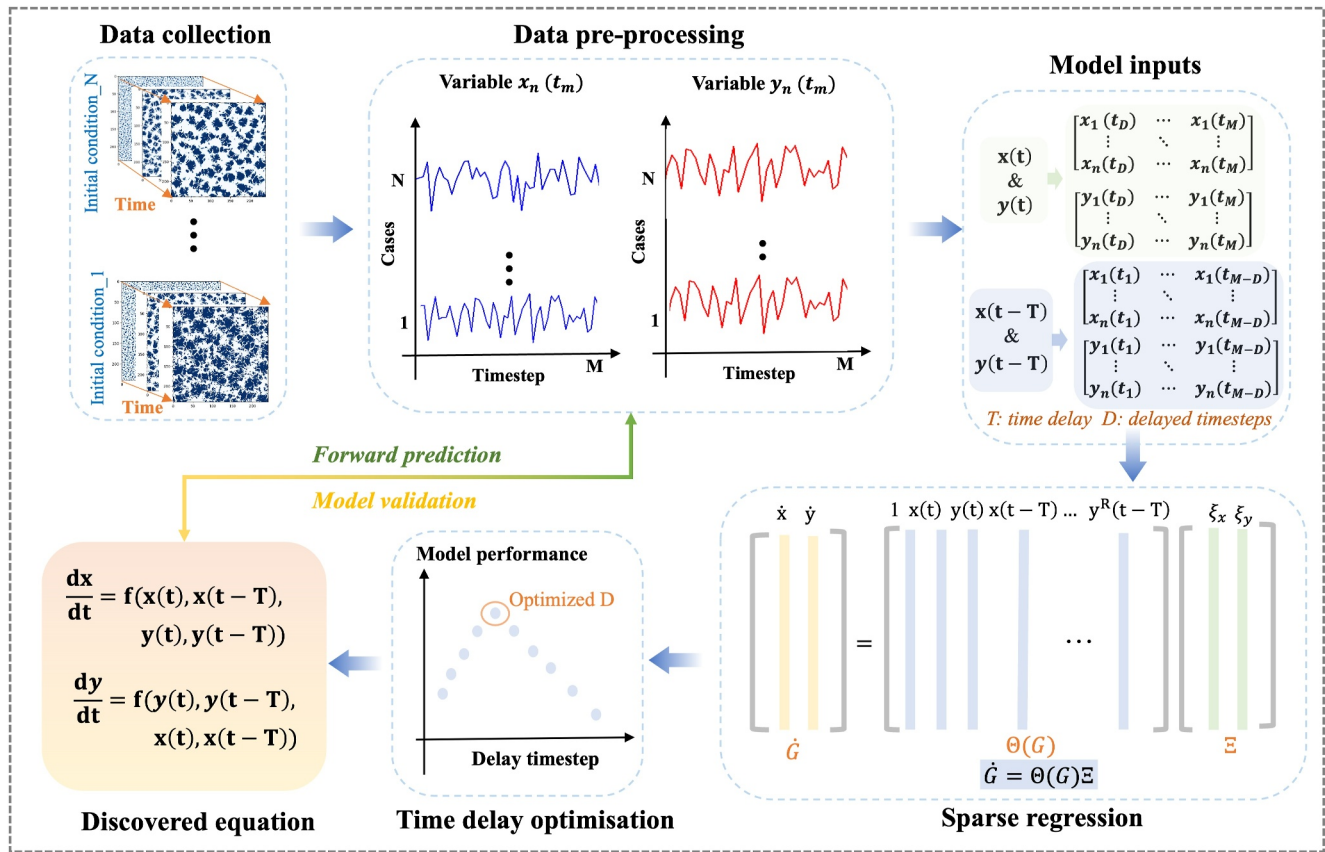 Data collection
Initial condition_N
Time
Initial condition_1
Time
Data pre-processing
Variable xₙ (tₘ)
Cases
N
1
Timestep
M
Variable yₙ (tₘ)
Cases
N
1
Timestep
M
Model inputs
x(t)
&
y(t)
x₁ (t_D) ⋯ x₁(t_M)
⋮ ⋱ ⋮
xₙ(t_D) ⋯ xₙ(t_M)
y₁(t_D) ⋯ y₁(t_M)
⋮ ⋱ ⋮
yₙ(t_D) ⋯ yₙ(t_M)
x(t − T)
&
y(t − T)
x₁(t₁) ⋯ x₁(t_{M−D})
⋮ ⋱ ⋮
xₙ(t₁) ⋯ xₙ(t_{M−D})
y₁(t₁) ⋯ y₁(t_{M−D})
⋮ ⋱ ⋮
yₙ(t₁) ⋯ yₙ(t_{M−D})
T: time delay D: delayed timesteps
Forward prediction
Model validation
ẋ ẏ
=
1 x(t) y(t) x(t − T) ... y^R(t − T)
⋯
ξₓ ξ_y
Ġ
Θ(G)
Ξ
Ġ = Θ(G)Ξ
Sparse regression
Model performance
Optimized D
Delay timestep
Time delay optimisation
dx/dt = f(x(t), x(t − T),
y(t), y(t − T))
dy/dt = f(y(t), y(t − T),
x(t), x(t − T))
Discovered equation